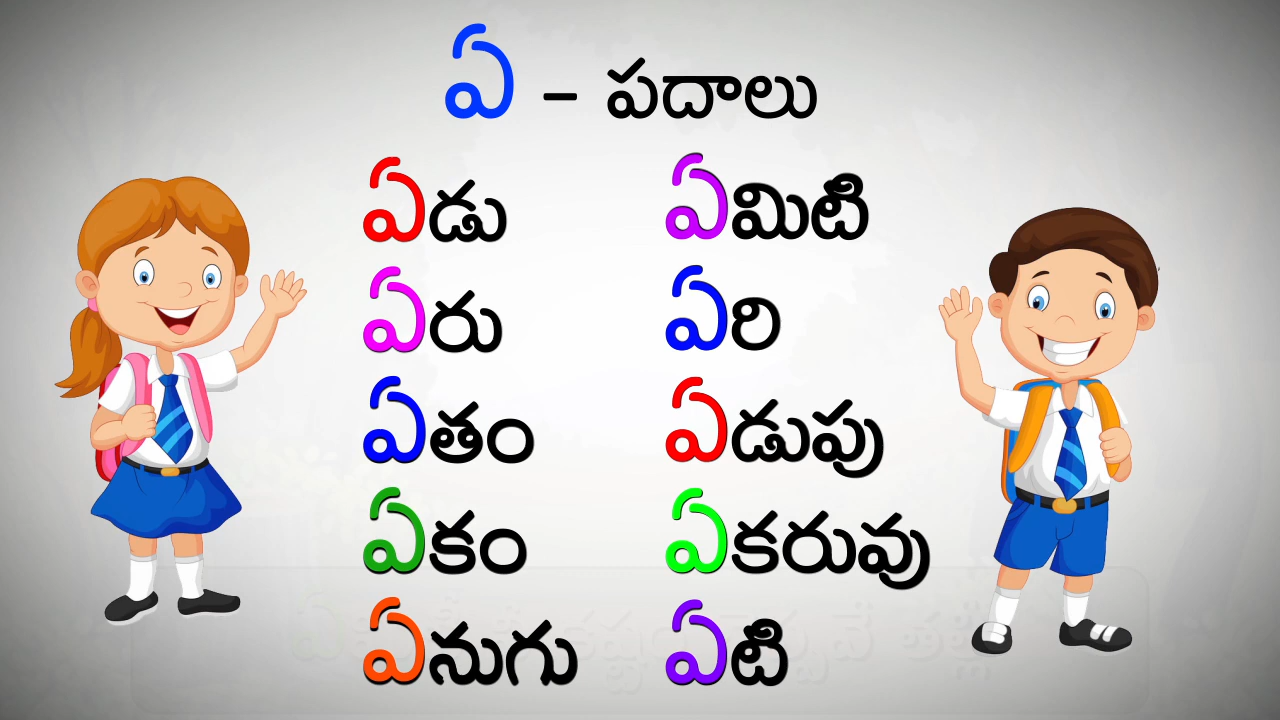 ఏ - పదాలు
ఏడు ఏమిటి
ఏరు ఏరి
ఏతం ఏడుపు
ఏకం ఏకరువు
ఏనుగు ఏటి